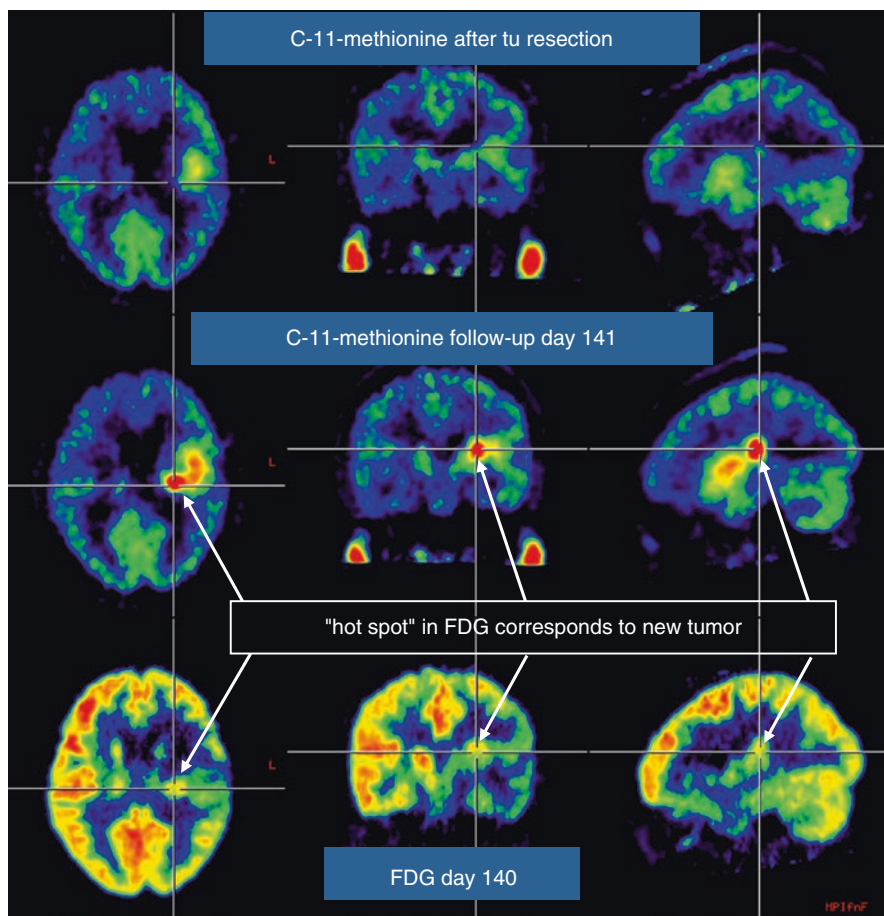 C-11-methionine after tu resection
L
C-11-methionine follow-up day 141
L
"hot spot" in FDG corresponds to new tumor
L
FDG day 140
MPIfnF